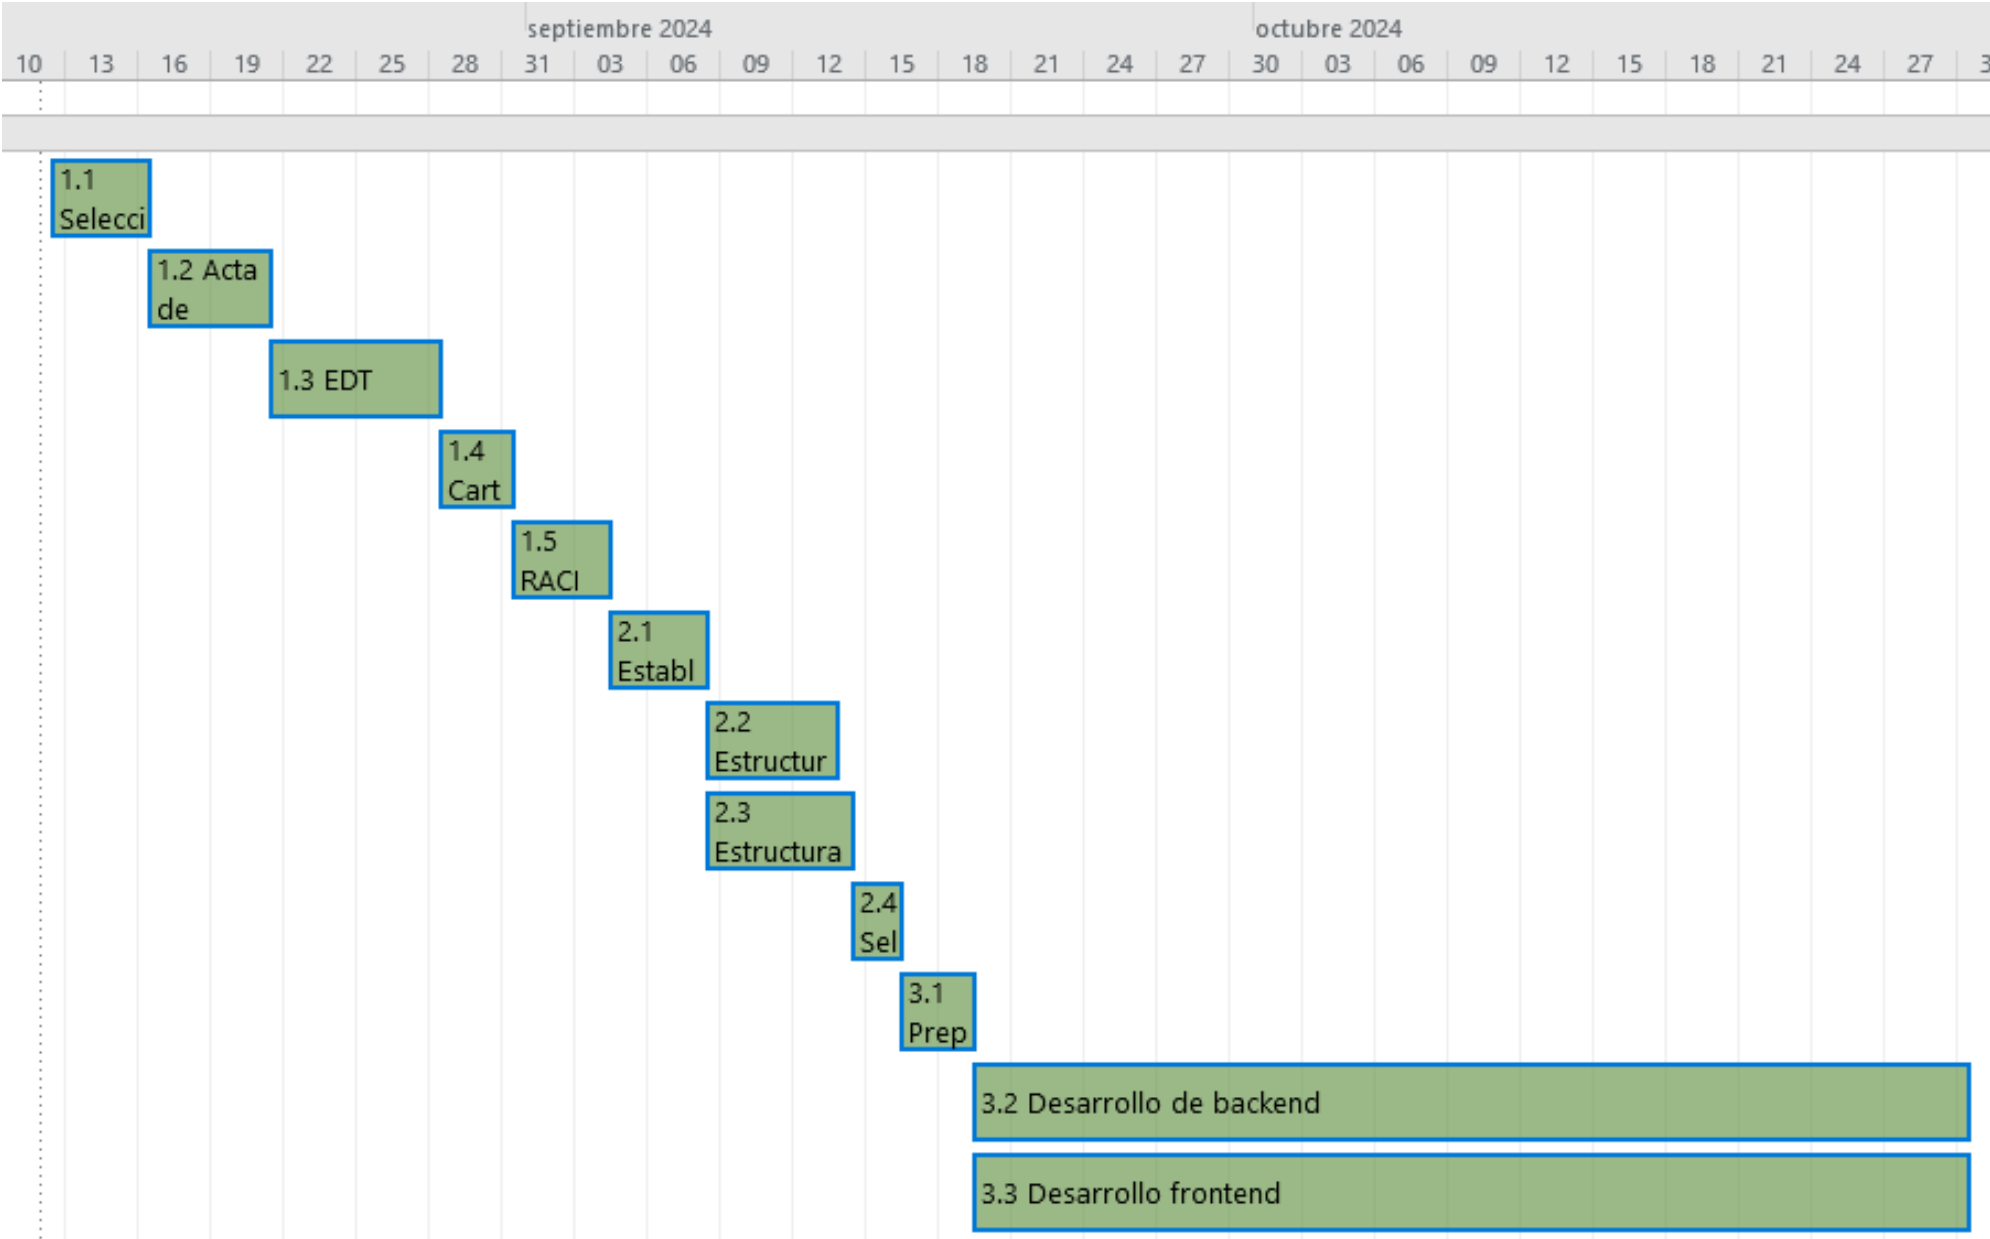 septiembre 2024 octubre 2024
10 13 16 19 22 25 28 31 03 06 09 12 15 18 21 24 27 30 03 06 09 12 15 18 21 24 27 3
1.1
Selecci
1.2 Acta
de
1.3 EDT
1.4
Cart
1.5
RACI
2.1
Establ
2.2
Estructur
2.3
Estructura
2.4
Sel
3.1
Prep
3.2 Desarrollo de backend
3.3 Desarrollo frontend